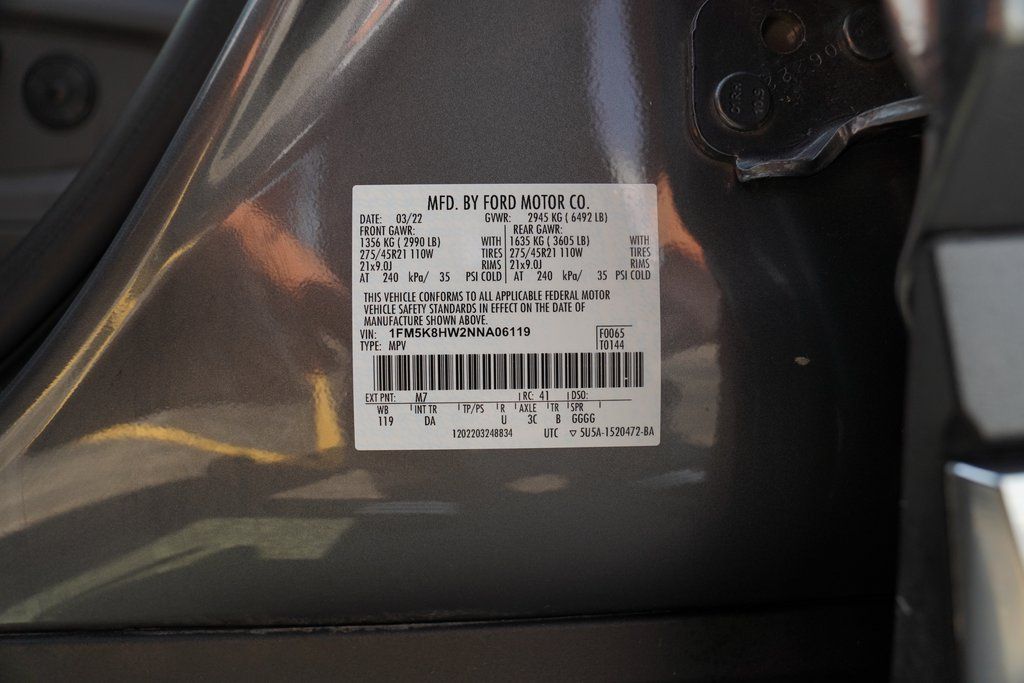 MFD. BY FORD MOTOR CO.
DATE: 03/22 GVWR: 2945 KG ( 6492 LB)
FRONT GAWR: REAR GAWR:
1356 KG ( 2990 LB) WITH 1635 KG ( 3605 LB) WITH
275/45R21 110W TIRES 275/45R21 110W TIRES
21x9.0J RIMS 21x9.0J RIMS
AT 240 kPa/ 35 PSI COLD AT 240 kPa/ 35 PSI COLD
THIS VEHICLE CONFORMS TO ALL APPLICABLE FEDERAL MOTOR
VEHICLE SAFETY STANDARDS IN EFFECT ON THE DATE OF
MANUFACTURE SHOWN ABOVE.
VIN: 1FM5K8HW2NNA06119 F0065
TYPE: MPV T0144
EXT PNT: M7 RC: 41 DSO:
WB INT TR TP/PS R AXLE TR SPR
119 DA U 3C B GGGG
1202203248834 UTC ▽ 5U5A-1520472-BA